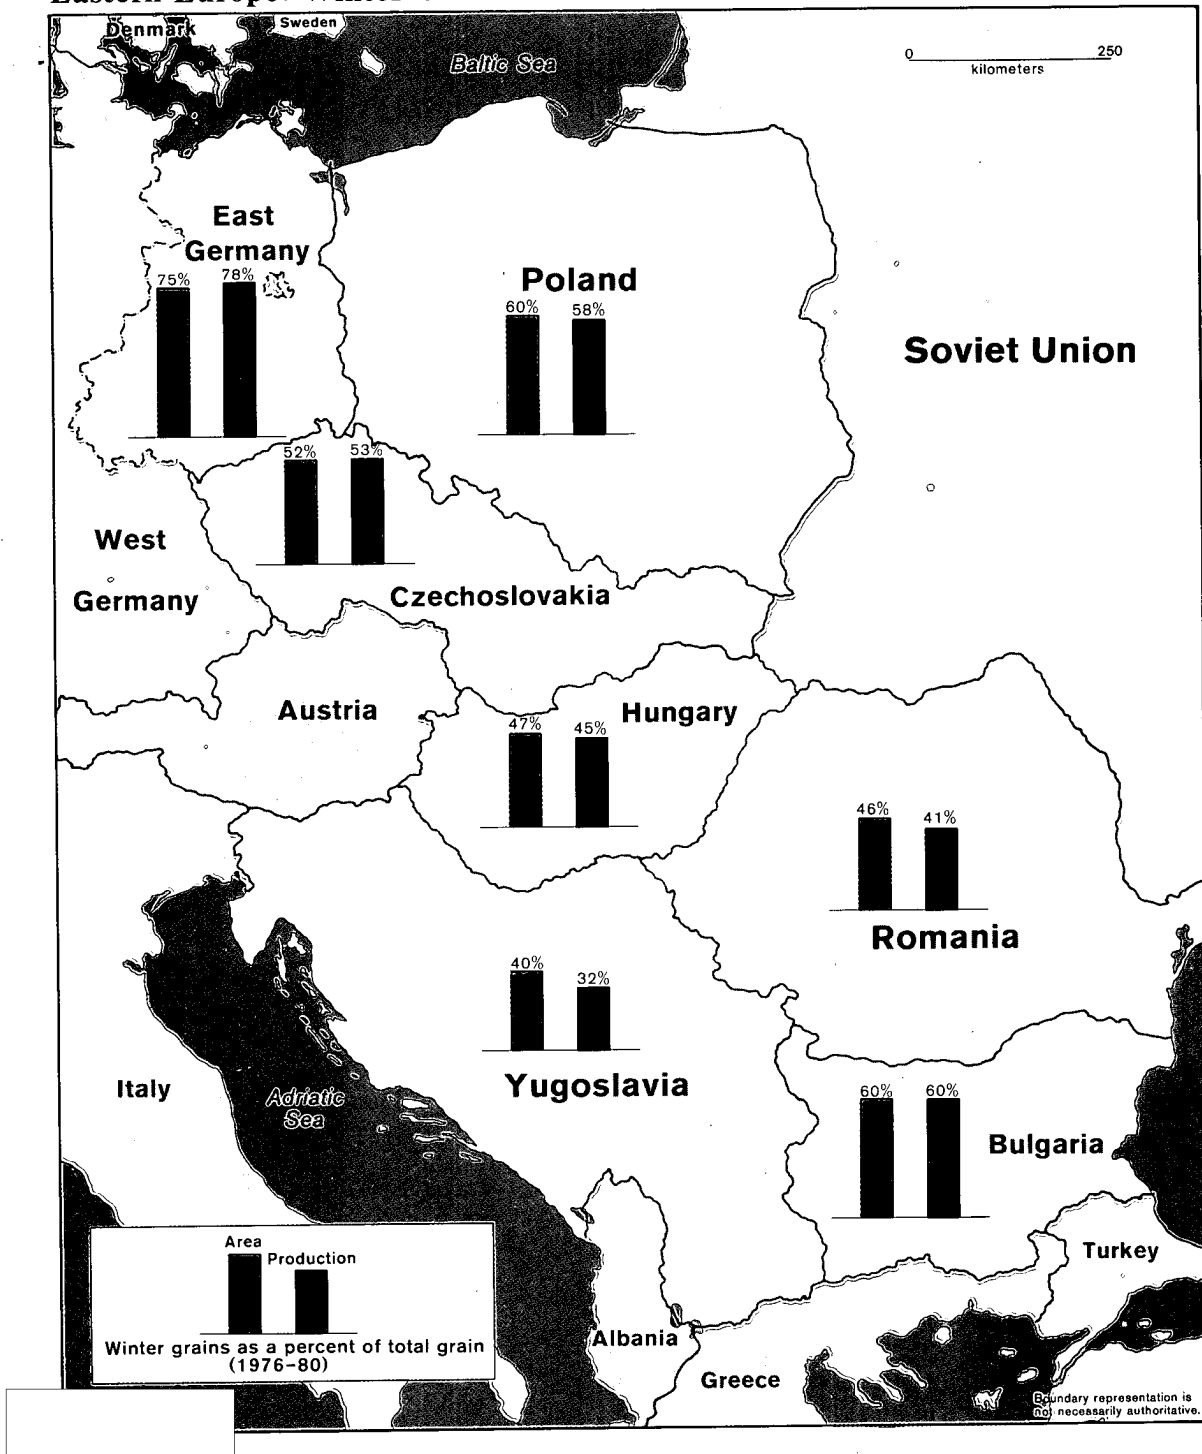 Denmark
Sweden
Baltic Sea
0 250
kilometers
East
Germany
75% 78%
Poland
60% 58%
Soviet Union
52% 53%
West
Germany
Czechoslovakia
Austria
Hungary
47% 45%
46% 41%
Romania
40% 32%
Yugoslavia
Italy
Adriatic
Sea
60% 60%
Bulgaria
Turkey
Area
Production
Winter grains as a percent of total grain
(1976-80)
Albania
Greece
Boundary representation is
not necessarily authoritative.